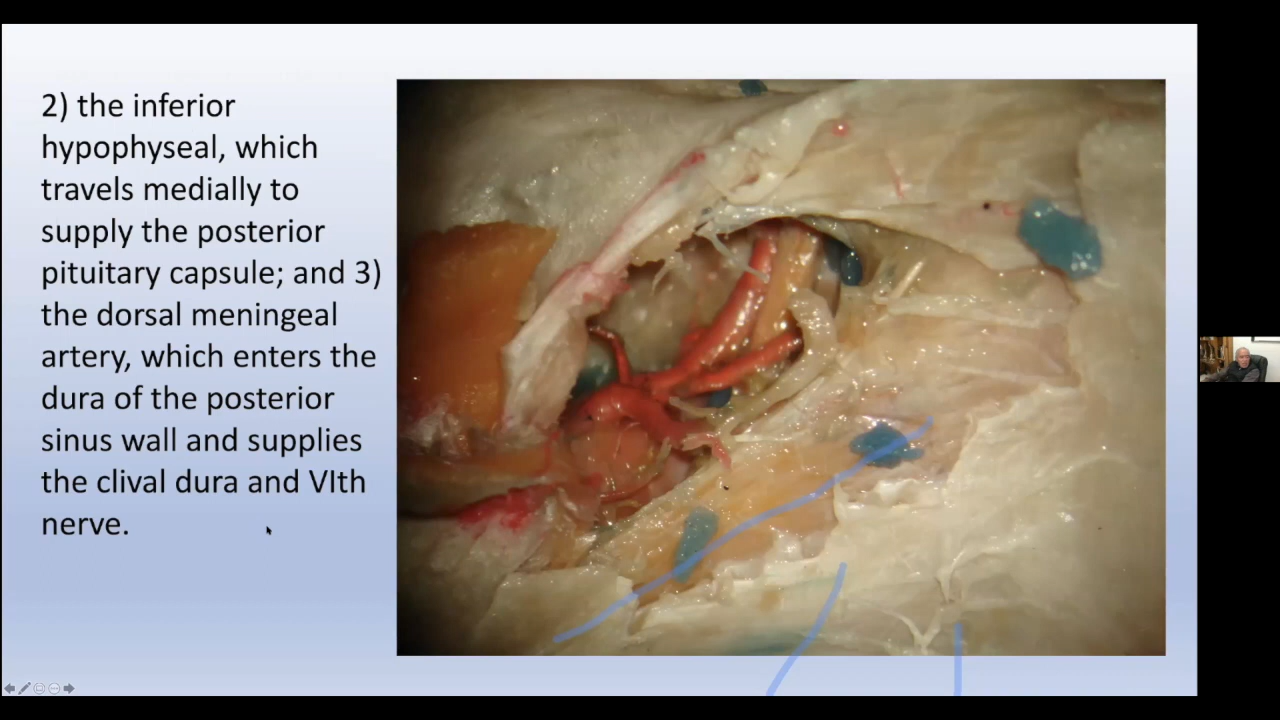 2) the inferior
hypophyseal, which
travels medially to
supply the posterior
pituitary capsule; and 3)
the dorsal meningeal
artery, which enters the
dura of the posterior
sinus wall and supplies
the clival dura and VIth
nerve.